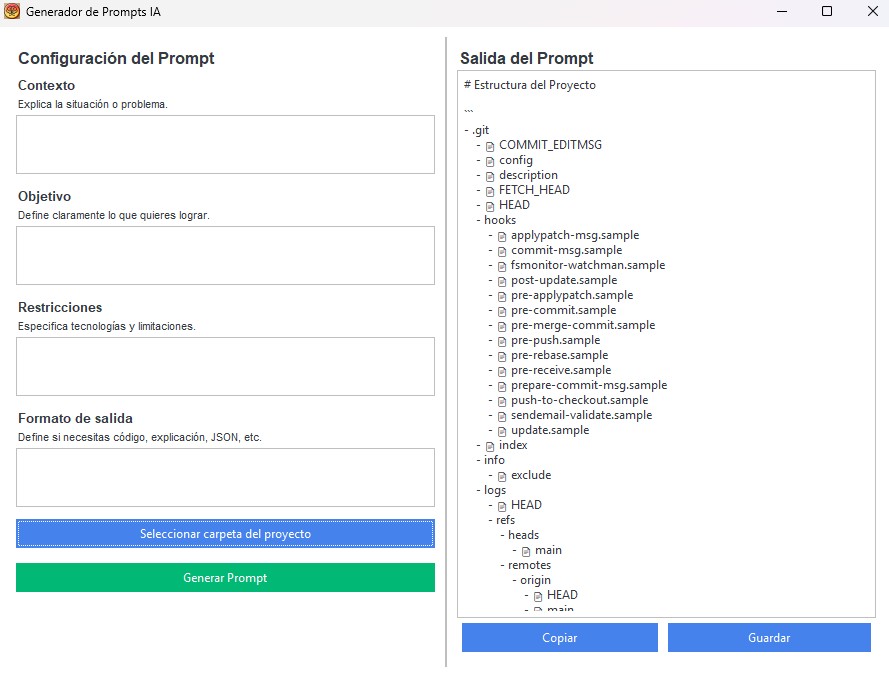 Generador de Prompts IA
Configuración del Prompt
Contexto
Explica la situación o problema.
Objetivo
Define claramente lo que quieres lograr.
Restricciones
Especifica tecnologías y limitaciones.
Formato de salida
Define si necesitas código, explicación, JSON, etc.
Seleccionar carpeta del proyecto
Generar Prompt
Salida del Prompt
# Estructura del Proyecto
```
- .git
- COMMIT_EDITMSG
- config
- description
- FETCH_HEAD
- HEAD
- hooks
- applypatch-msg.sample
- commit-msg.sample
- fsmonitor-watchman.sample
- post-update.sample
- pre-applypatch.sample
- pre-commit.sample
- pre-merge-commit.sample
- pre-push.sample
- pre-rebase.sample
- pre-receive.sample
- prepare-commit-msg.sample
- push-to-checkout.sample
- sendemail-validate.sample
- update.sample
- index
- info
- exclude
- logs
- HEAD
- refs
- heads
- main
- remotes
- origin
- HEAD
- main
Copiar
Guardar